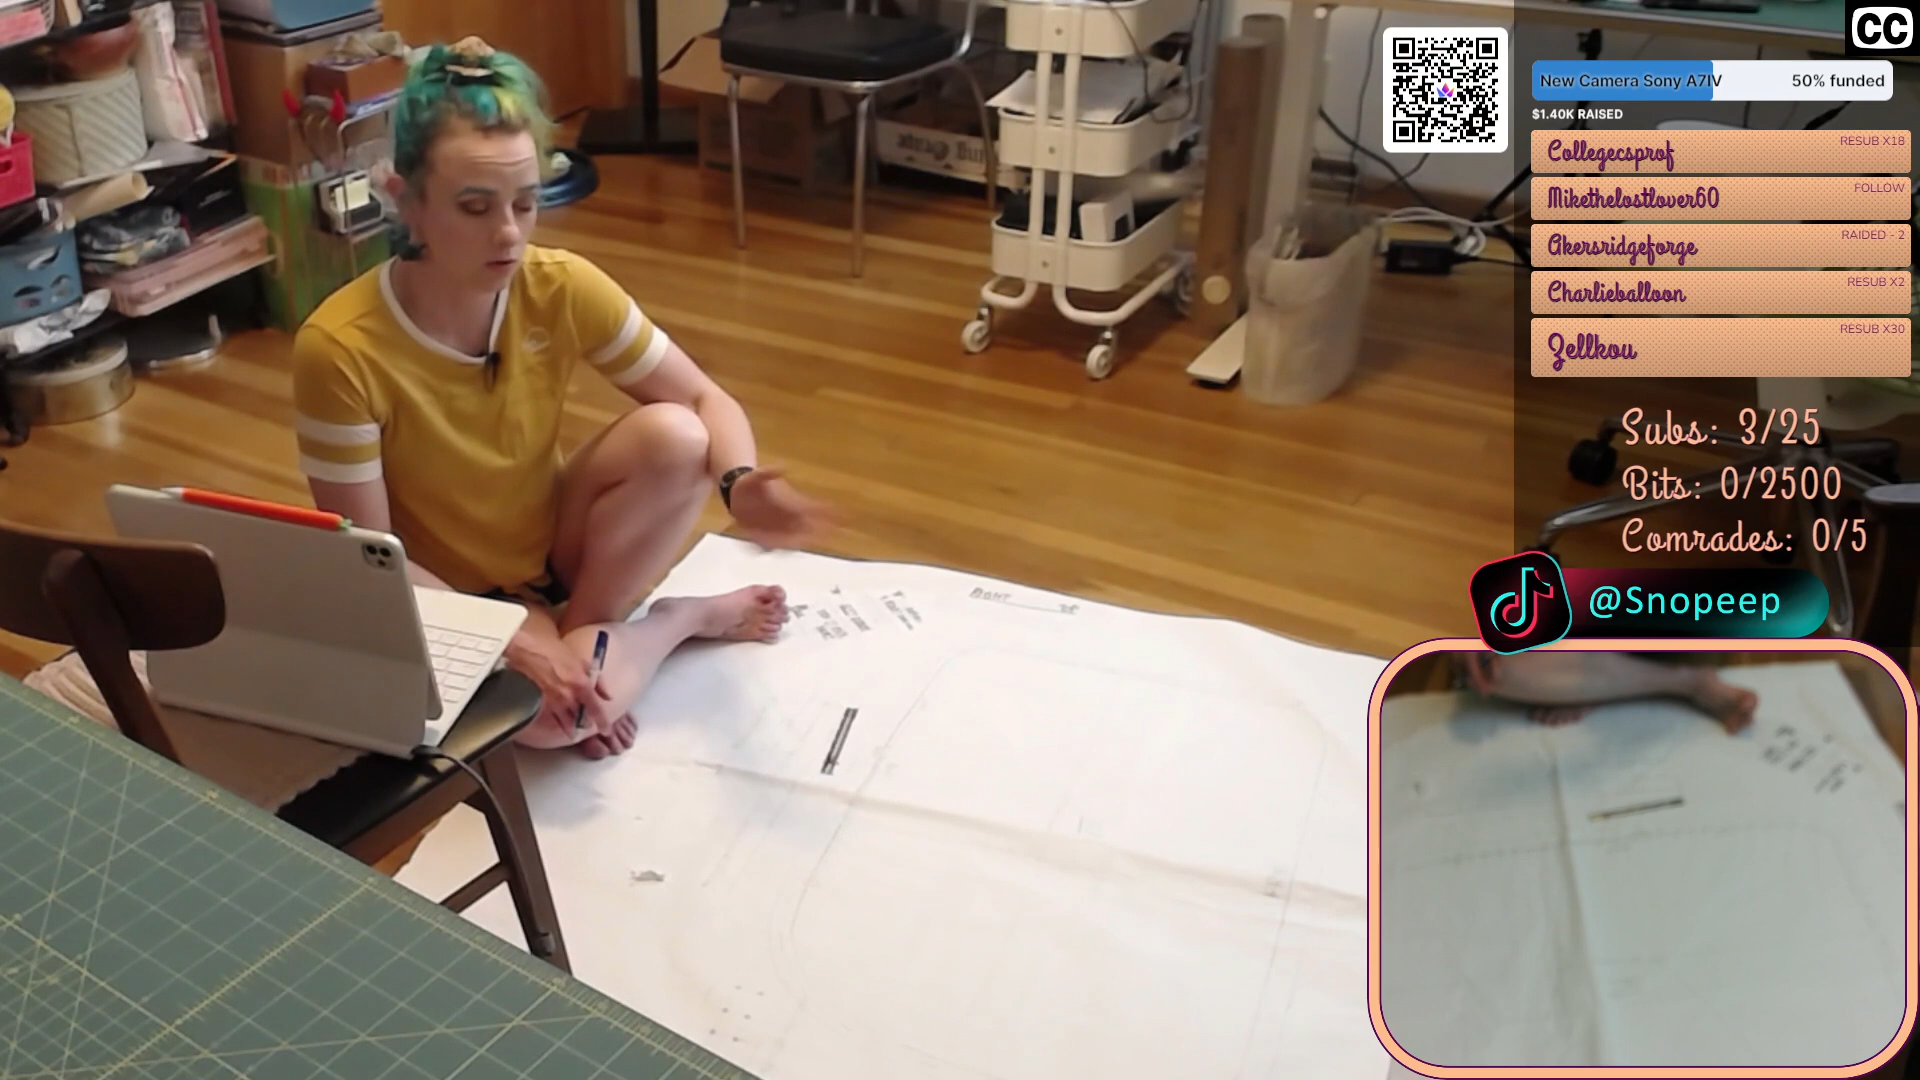 CC
New Camera Sony A7IV 50% funded
$1.40K RAISED
Collegecsprof RESUB X18
Mikethelostlover60 FOLLOW
Akersridgeforge RAIDED - 2
Charlieballoon RESUB X2
Zellkou RESUB X30
Subs: 3/25
Bits: 0/2500
Comrades: 0/5
@Snopeep